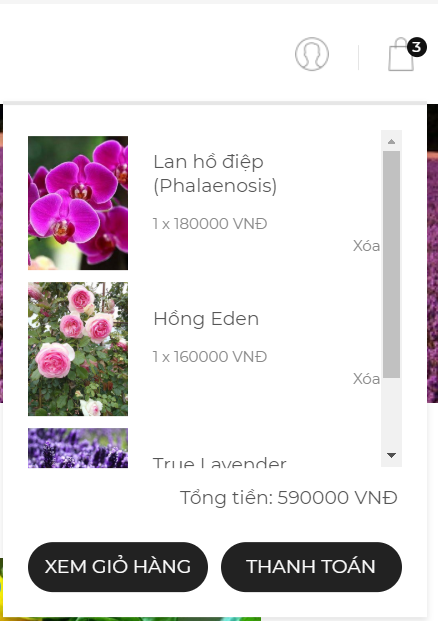 3
Lan hồ điệp
(Phalaenosis)
1 x 180000 VNĐ
Xóa
Hồng Eden
1 x 160000 VNĐ
Xóa
True Lavender
Tổng tiền: 590000 VNĐ
XEM GIỎ HÀNG
THANH TOÁN